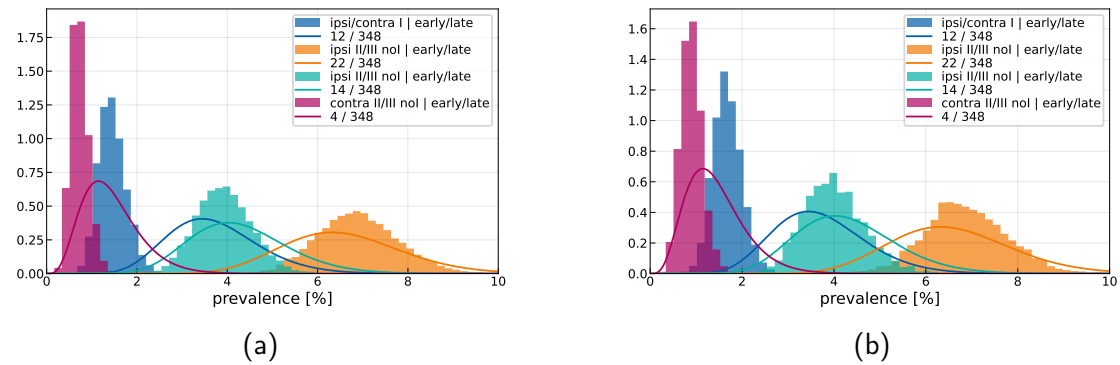 ipsi/contra I | early/late
12 / 348
ipsi II/III noI | early/late
22 / 348
ipsi II/III noI | early/late
14 / 348
contra II/III noI | early/late
4 / 348
1.75
1.50
1.25
1.00
0.75
0.50
0.25
0.00
0 2 4 6 8 10
prevalence [%]
(a)
ipsi/contra I | early/late
12 / 348
ipsi II/III noI | early/late
22 / 348
ipsi II/III noI | early/late
14 / 348
contra II/III noI | early/late
4 / 348
1.6
1.4
1.2
1.0
0.8
0.6
0.4
0.2
0.0
0 2 4 6 8 10
prevalence [%]
(b)